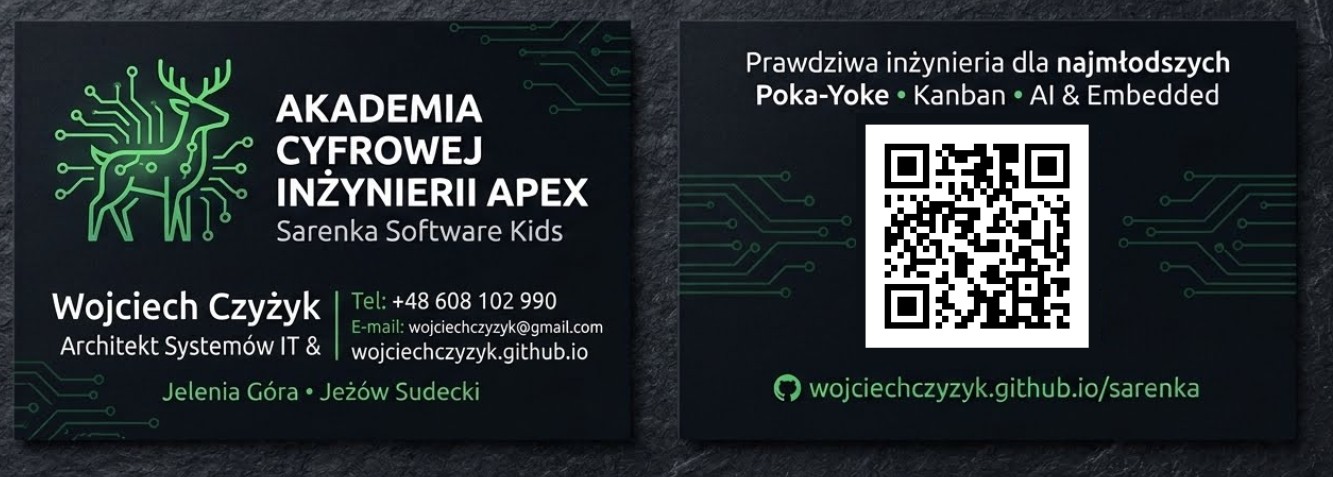 AKADEMIA
CYFROWEJ
INŻYNIERII APEX
Sarenka Software Kids
Wojciech Czyżyk
Architekt Systemów IT &
Tel: +48 608 102 990
E-mail: wojciechczyzyk@gmail.com
wojciechczyzyk.github.io
Jelenia Góra • Jeżów Sudecki
Prawdziwa inżynieria dla najmłodszych
Poka-Yoke • Kanban • AI & Embedded
wojciechczyzyk.github.io/sarenka